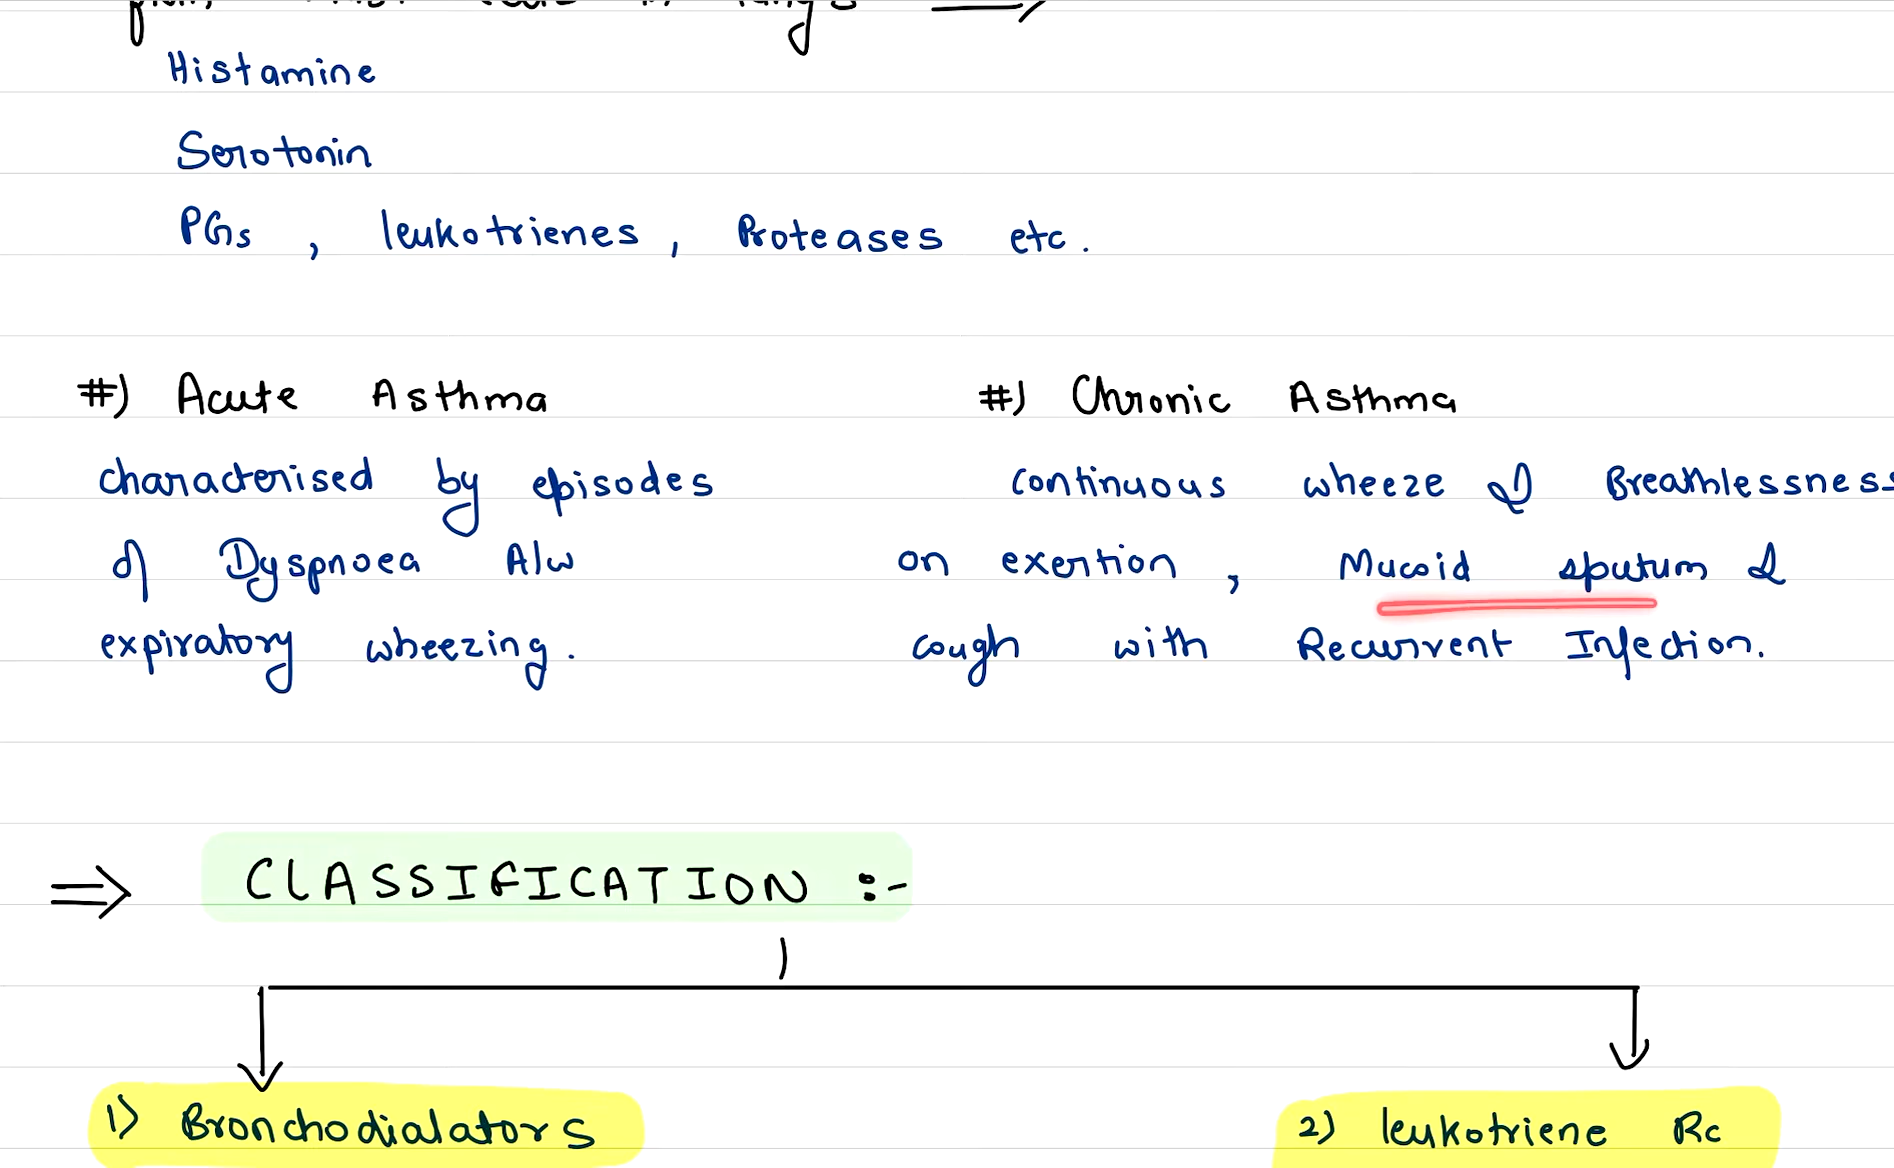 Histamine
Serotonin
PGs , leukotrienes , Proteases etc .
#) Acute Asthma
characterised by episodes
of Dyspnoea A/w
expiratory wheezing .
#) Chronic Asthma
continuous wheeze & Breathlessness
on exertion , Mucoid sputum &
cough with Recurrent Infection.
⇒ CLASSIFICATION :-
1) Bronchodialators
2) leukotriene Rc